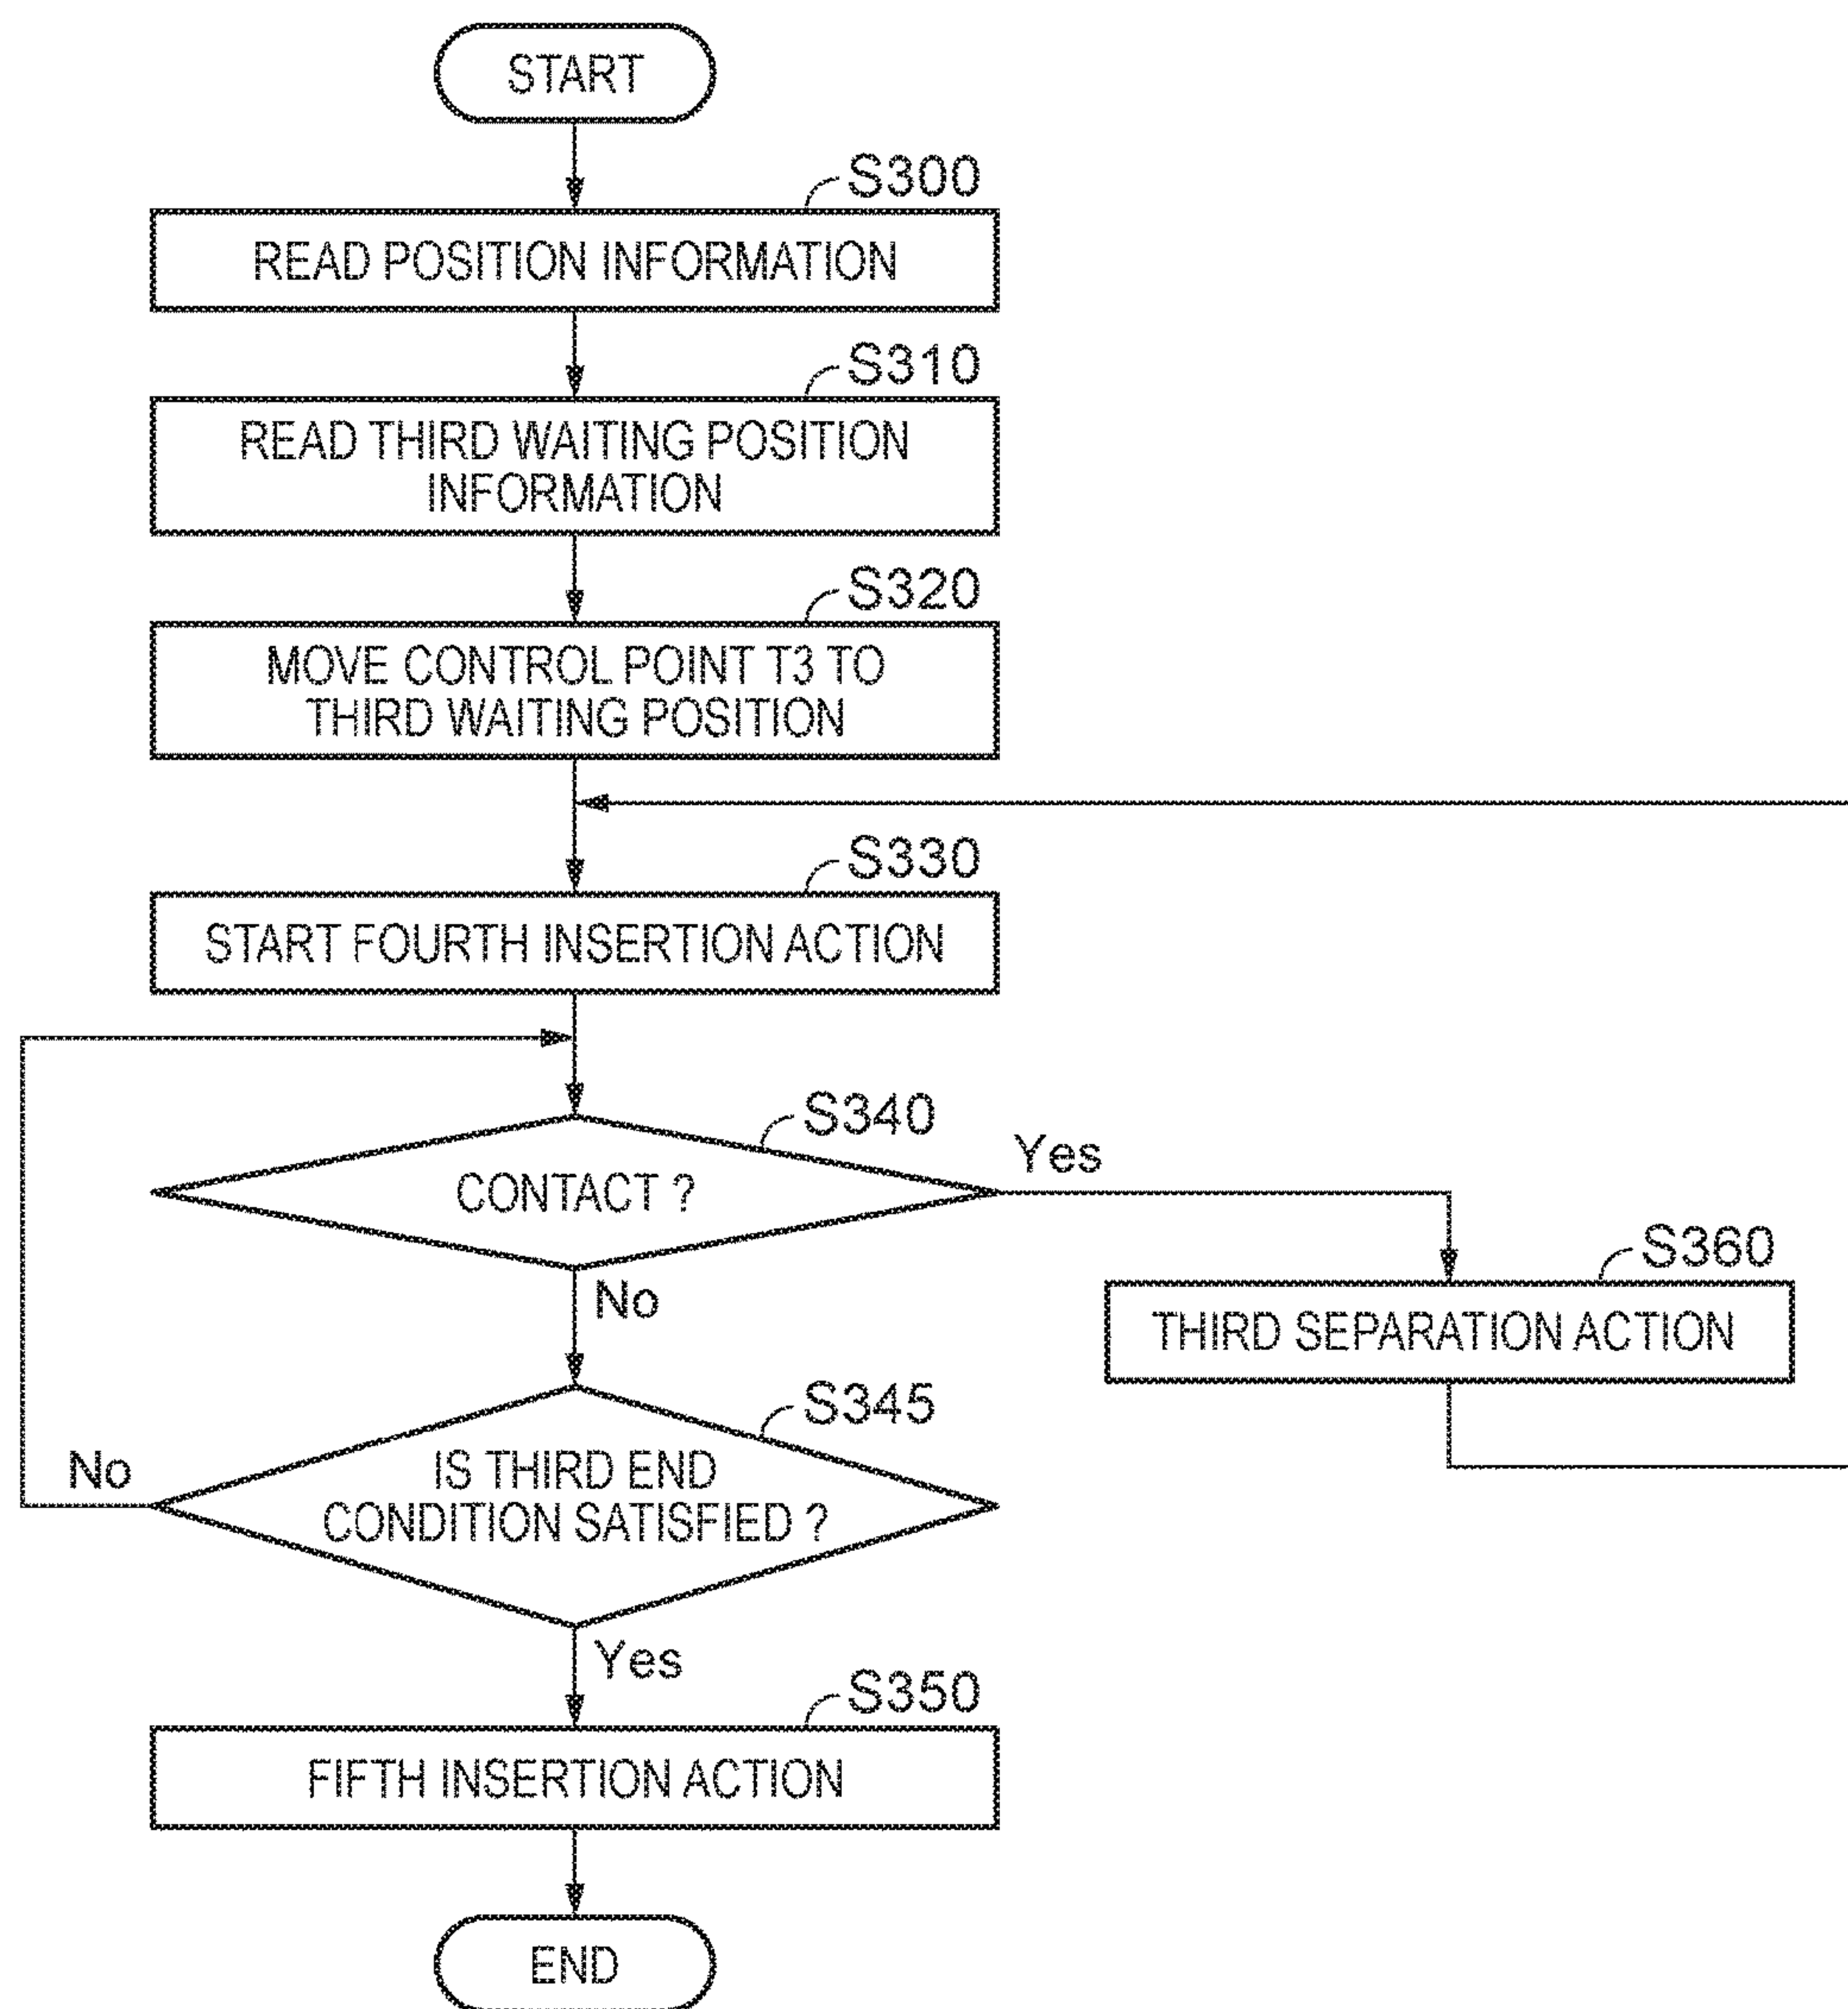 START
S300
READ POSITION INFORMATION
S310
READ THIRD WAITING POSITION
INFORMATION
S320
MOVE CONTROL POINT T3 TO
THIRD WAITING POSITION
S330
START FOURTH INSERTION ACTION
S340
CONTACT ?
Yes
No
S360
THIRD SEPARATION ACTION
S345
IS THIRD END
CONDITION SATISFIED ?
No
Yes
S350
FIFTH INSERTION ACTION
END